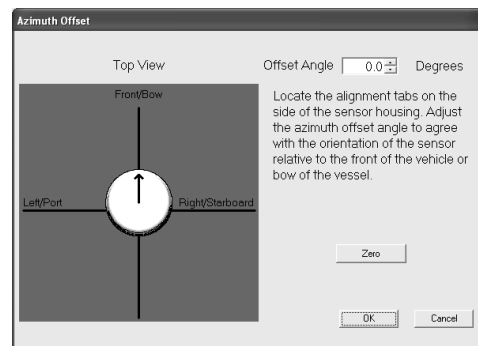 Azimuth Offset
Top View
Offset Angle 0.0 Degrees
Front/Bow
Left/Port
Right/Starboard
Locate the alignment tabs on the
side of the sensor housing. Adjust
the azimuth offset angle to agree
with the orientation of the sensor
relative to the front of the vehicle or
bow of the vessel.
Zero
OK
Cancel